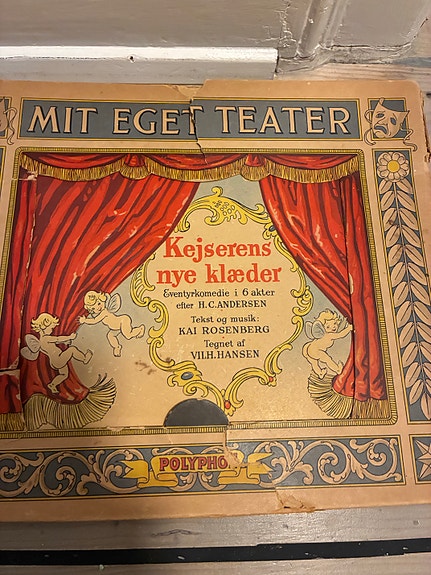 MIT EGET TEATER
Kejserens
nye klæder
Eventyrkomedie i 6 akter
efter H.C.ANDERSEN
Tekst og musik:
KAI ROSENBERG
Tegnet af
VILH.HANSEN